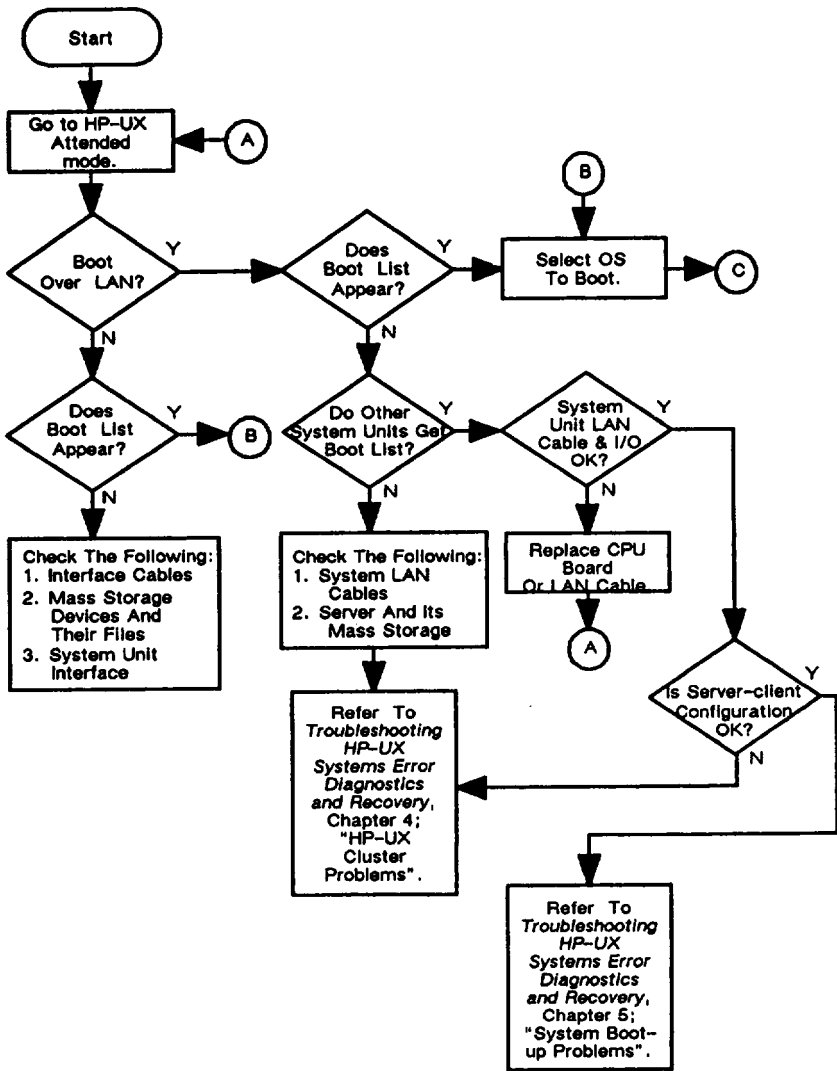 Start
Go to HP-UX
Attended
mode.
A
B
Boot
Over LAN?
Y
N
Does
Boot List
Appear?
Y
N
Select OS
To Boot.
C
Does
Boot List
Appear?
Y
N
B
Do Other
System Units Get
Boot List?
Y
N
System
Unit LAN
Cable & I/O
OK?
Y
N
Check The Following:
1. Interface Cables
2. Mass Storage
Devices And
Their Files
3. System Unit
Interface
Check The Following:
1. System LAN
Cables
2. Server And Its
Mass Storage
Replace CPU
Board
Or LAN Cable
A
Is Server-client
Configuration
OK?
Y
N
Refer To
Troubleshooting
HP-UX
Systems Error
Diagnostics
and Recovery,
Chapter 4;
"HP-UX
Cluster
Problems".
Refer To
Troubleshooting
HP-UX
Systems Error
Diagnostics
and Recovery,
Chapter 5;
"System Boot-
up Problems".